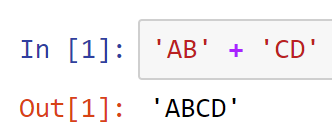 In [1]: 'AB' + 'CD'
Out[1]: 'ABCD'